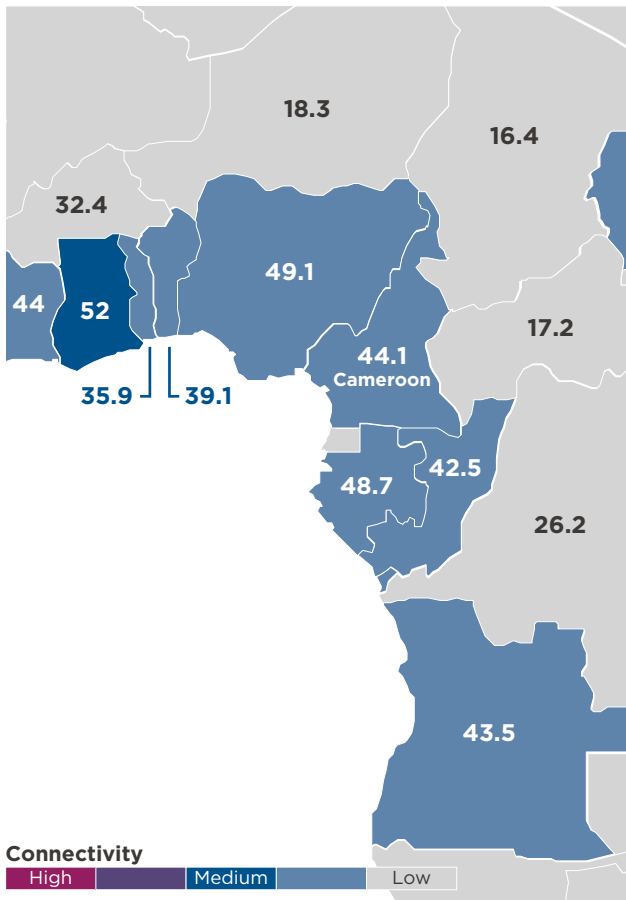 18.3
16.4
32.4
49.1
44
52
17.2
44.1
Cameroon
35.9
39.1
42.5
48.7
26.2
43.5
Connectivity
High
Medium
Low